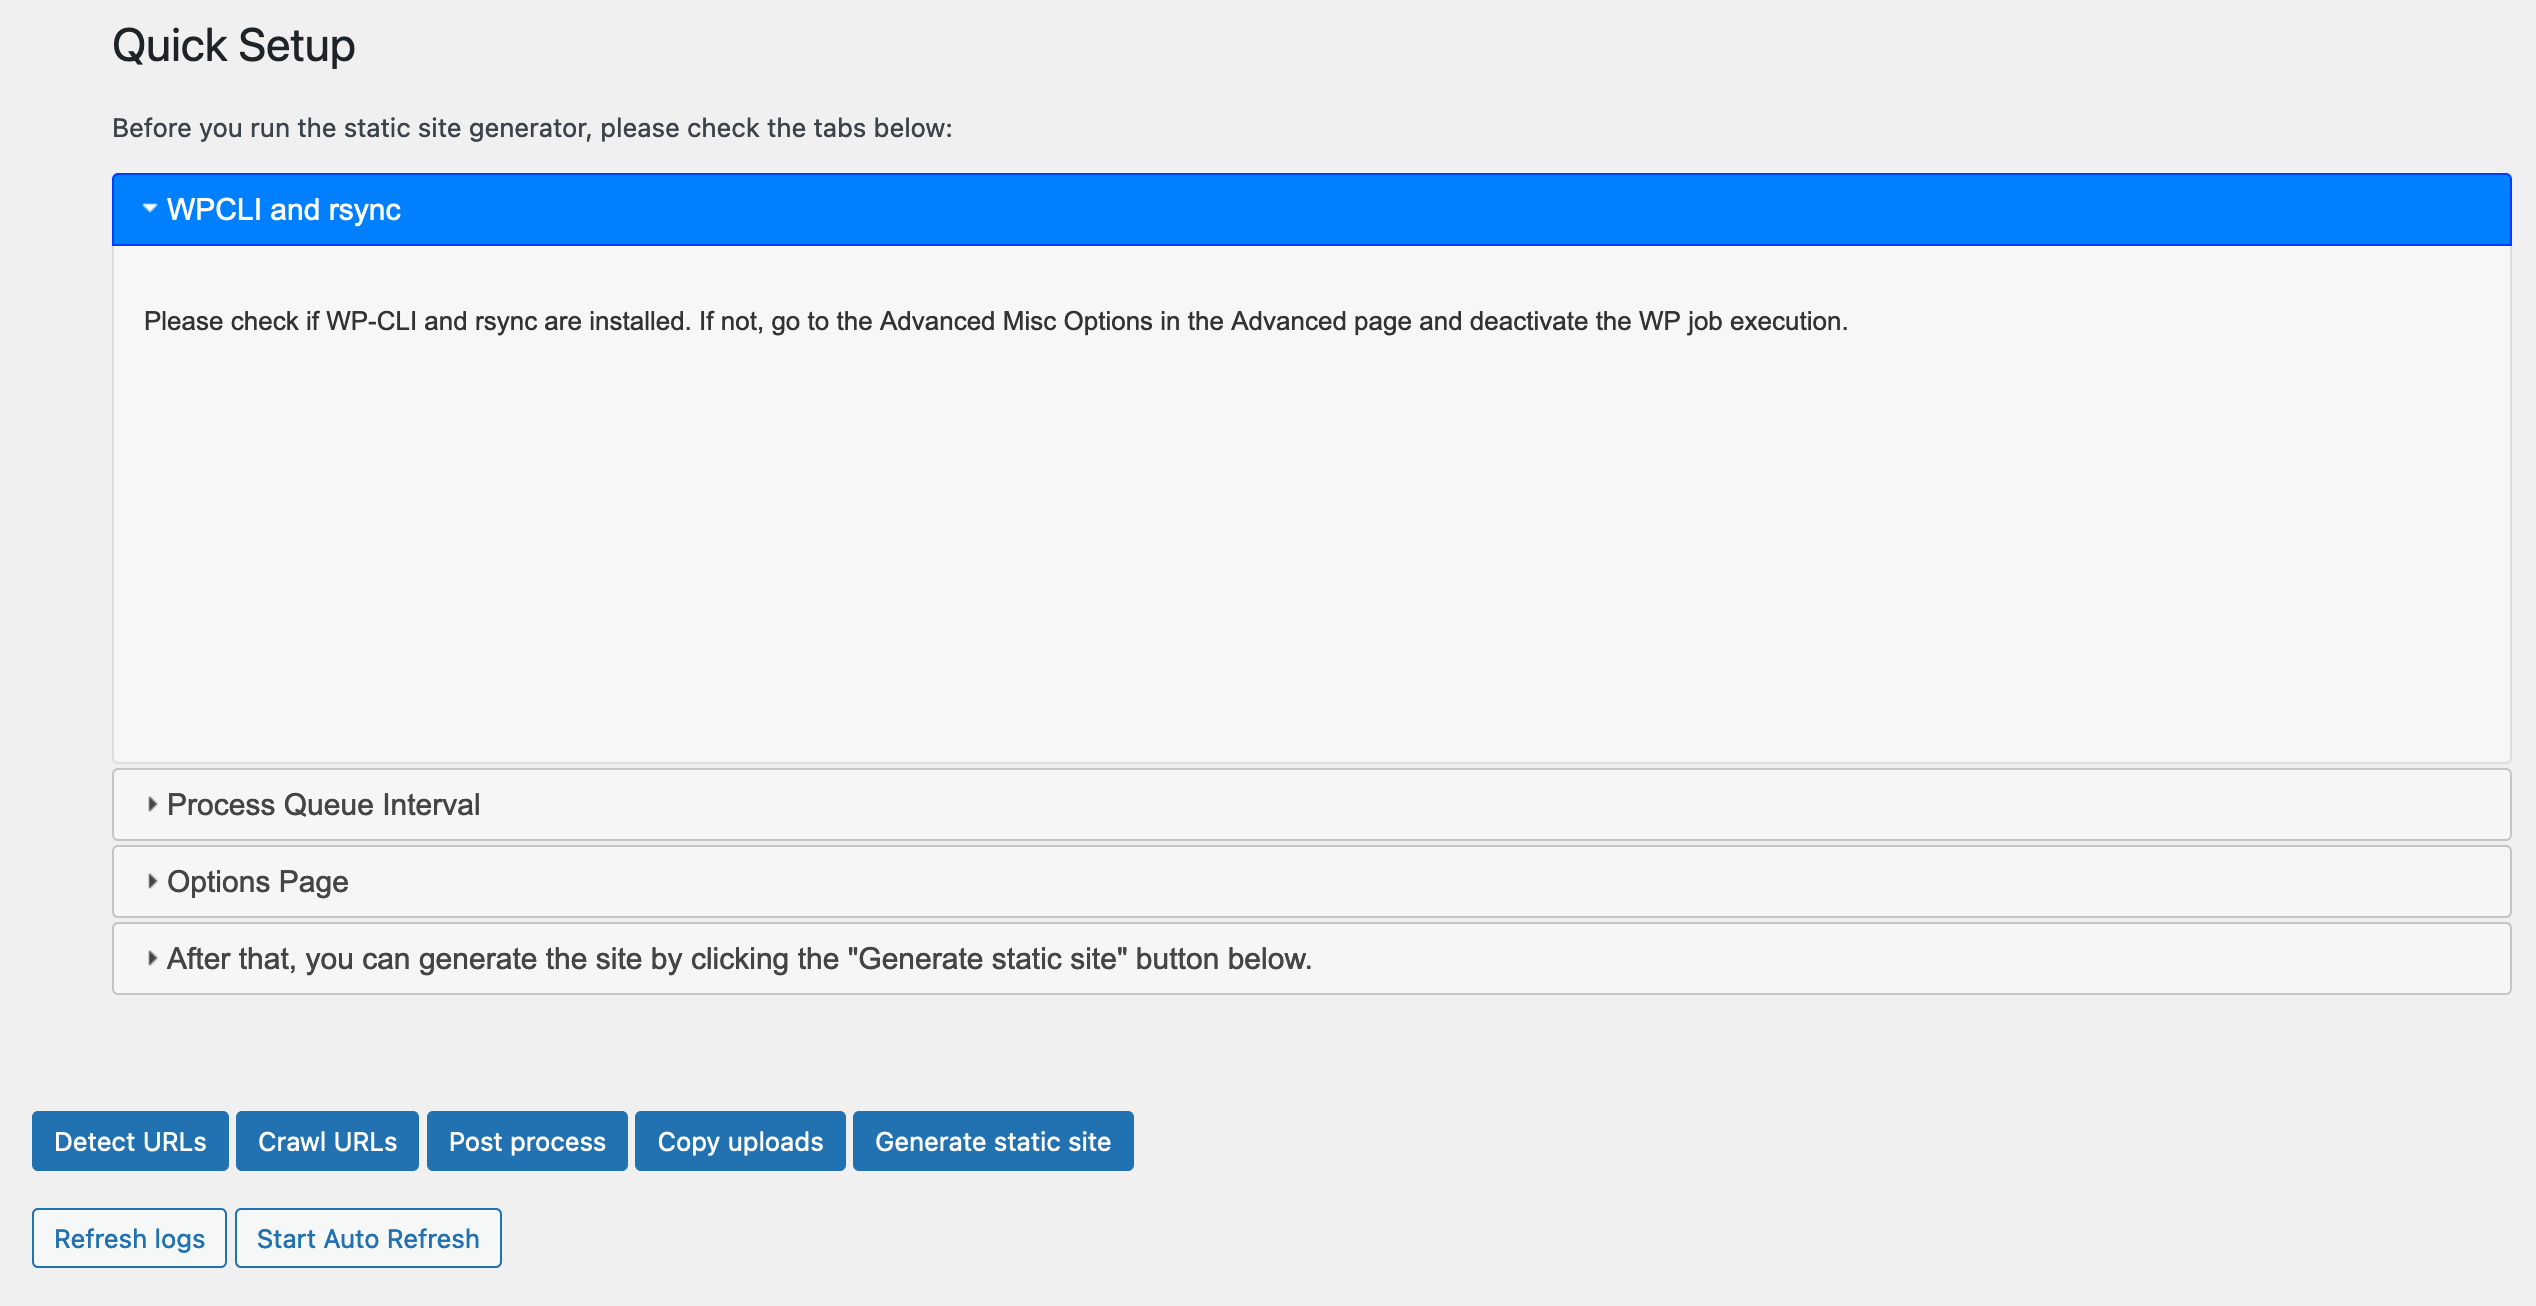 Quick Setup
Before you run the static site generator, please check the tabs below:
WPCLI and rsync
Please check if WP-CLI and rsync are installed. If not, go to the Advanced Misc Options in the Advanced page and deactivate the WP job execution.
Process Queue Interval
Options Page
After that, you can generate the site by clicking the "Generate static site" button below.
Detect URLs Crawl URLs Post process Copy uploads Generate static site
Refresh logs Start Auto Refresh